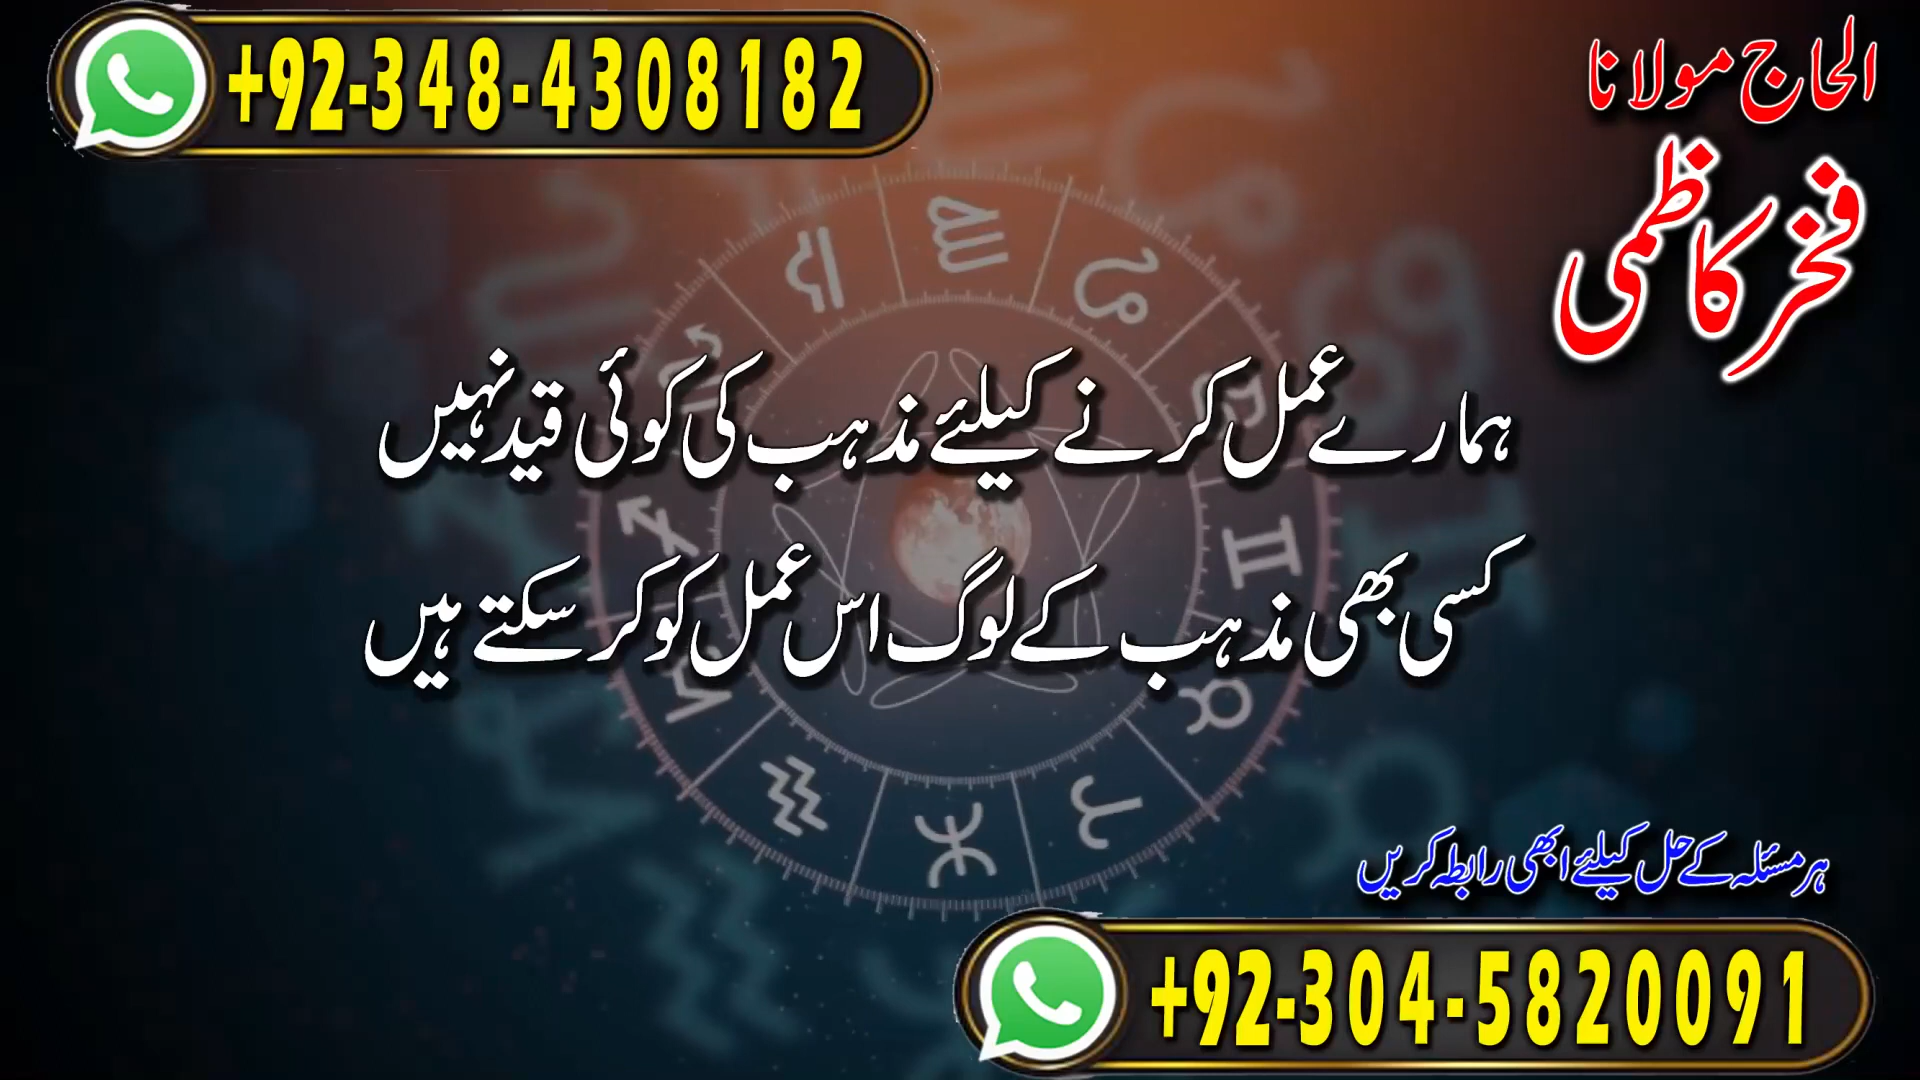 +92-348-4308182
الحاج مولانا
فخر کاظمی
ہمارے عمل کرنے کیلئے مذہب کی کوئی قید نہیں
کسی بھی مذہب کے لوگ اس عمل کو کر سکتے ہیں
ہر مسئلہ کے حل کیلئے ابھی رابطہ کریں
+92-304-5820091